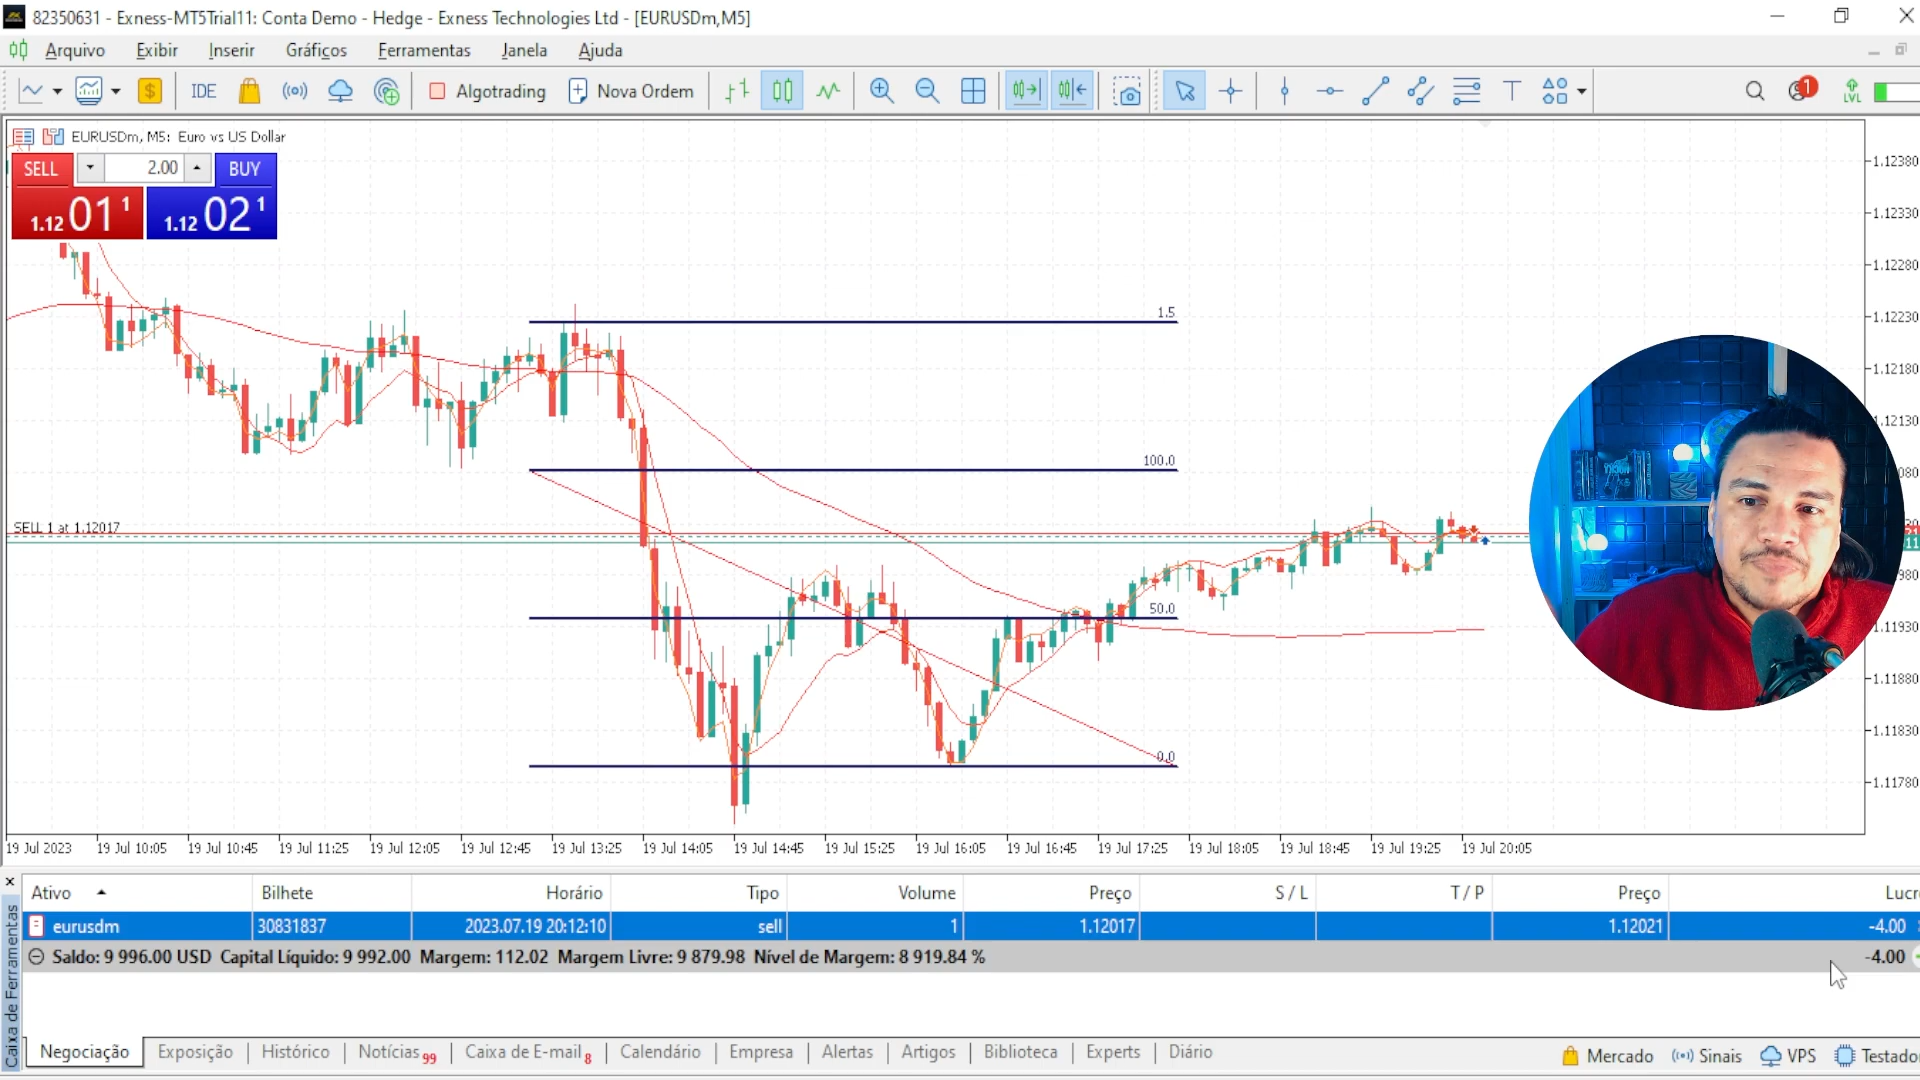 82350631 - Exness-MT5Trial11: Conta Demo - Hedge - Exness Technologies Ltd - [EURUSDm,M5]
Arquivo Exibir Inserir Gráficos Ferramentas Janela Ajuda
IDE Algotrading Nova Ordem T 1 LVL
EURUSDm, M5: Euro vs US Dollar
SELL 2.00 BUY
1.12 01 1 1.12 02 1
1.12380
1.12330
1.12280
1.12230
1.12180
1.12130
1.11930
1.11880
1.11830
1.11780
1.5
100.0
50.0
0.0
SELL 1 at 1.12017
19 Jul 2023 19 Jul 10:05 19 Jul 10:45 19 Jul 11:25 19 Jul 12:05 19 Jul 12:45 19 Jul 13:25 19 Jul 14:05 19 Jul 14:45 19 Jul 15:25 19 Jul 16:05 19 Jul 16:45 19 Jul 17:25 19 Jul 18:05 19 Jul 18:45 19 Jul 19:25 19 Jul 20:05
Caixa de Ferramentas
Ativo Bilhete Horário Tipo Volume Preço S / L T / P Preço Lucr
eurusdm 30831837 2023.07.19 20:12:10 sell 1 1.12017 1.12021 -4.00
Saldo: 9 996.00 USD Capital Líquido: 9 992.00 Margem: 112.02 Margem Livre: 9 879.98 Nível de Margem: 8 919.84 % -4.00
Negociação Exposição Histórico Notícias 99 Caixa de E-mail 8 Calendário Empresa Alertas Artigos Biblioteca Experts Diário
Mercado Sinais VPS Testado